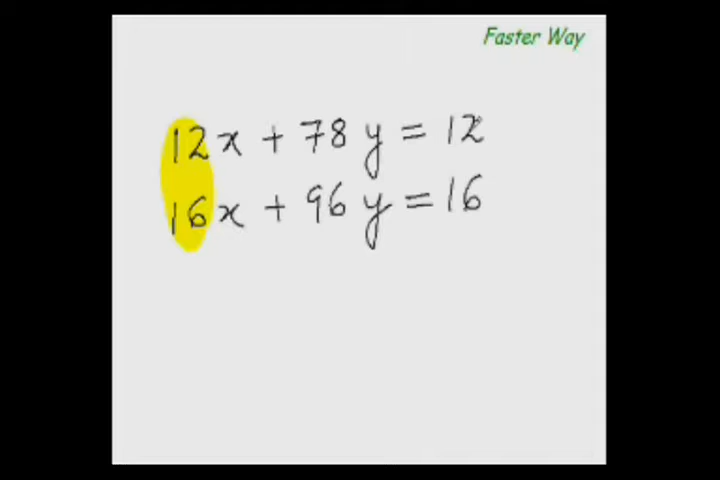 Faster Way
12x + 78y = 12
16x + 96y = 16